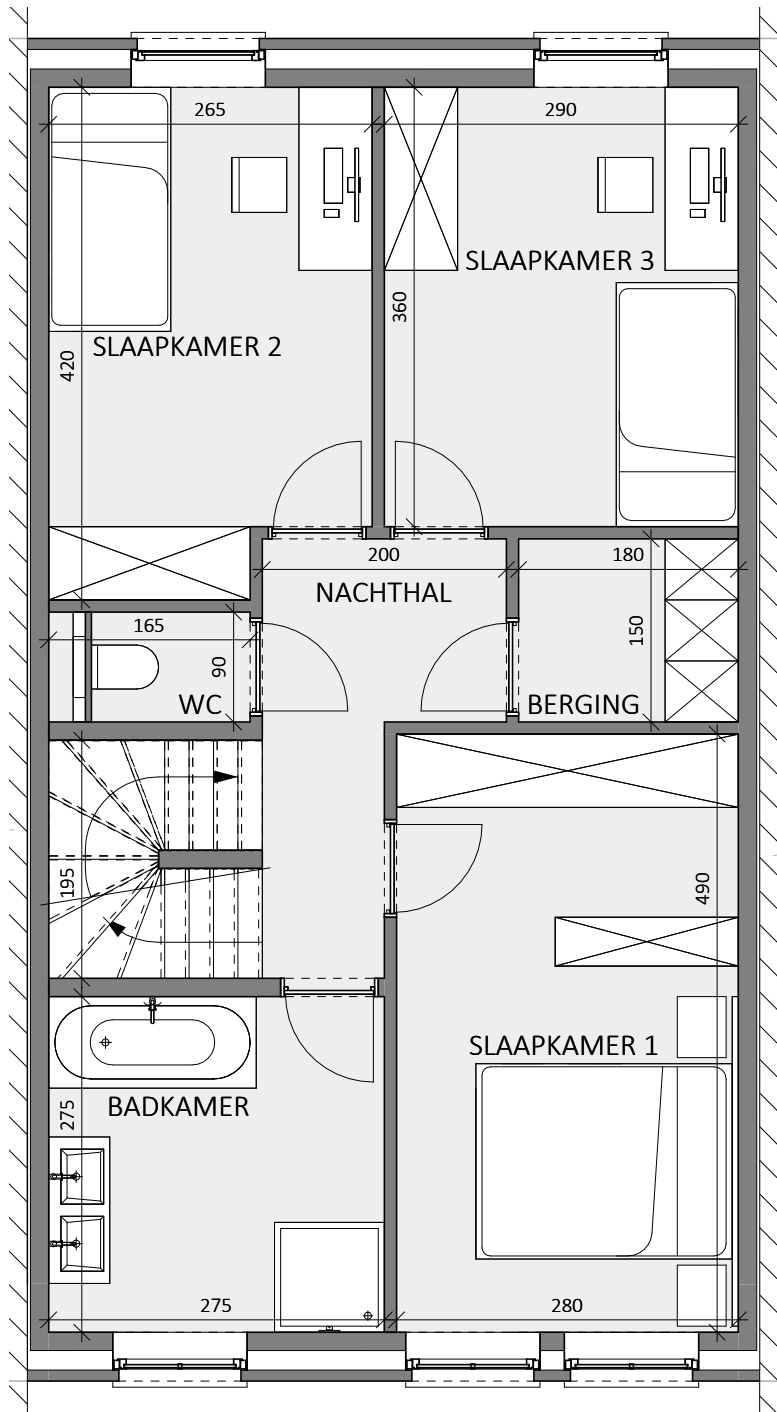 265
290
SLAAPKAMER 3
360
SLAAPKAMER 2
420
200
180
NACHTHAL
165
150
90
WC
BERGING
195
490
SLAAPKAMER 1
BADKAMER
275
275
280